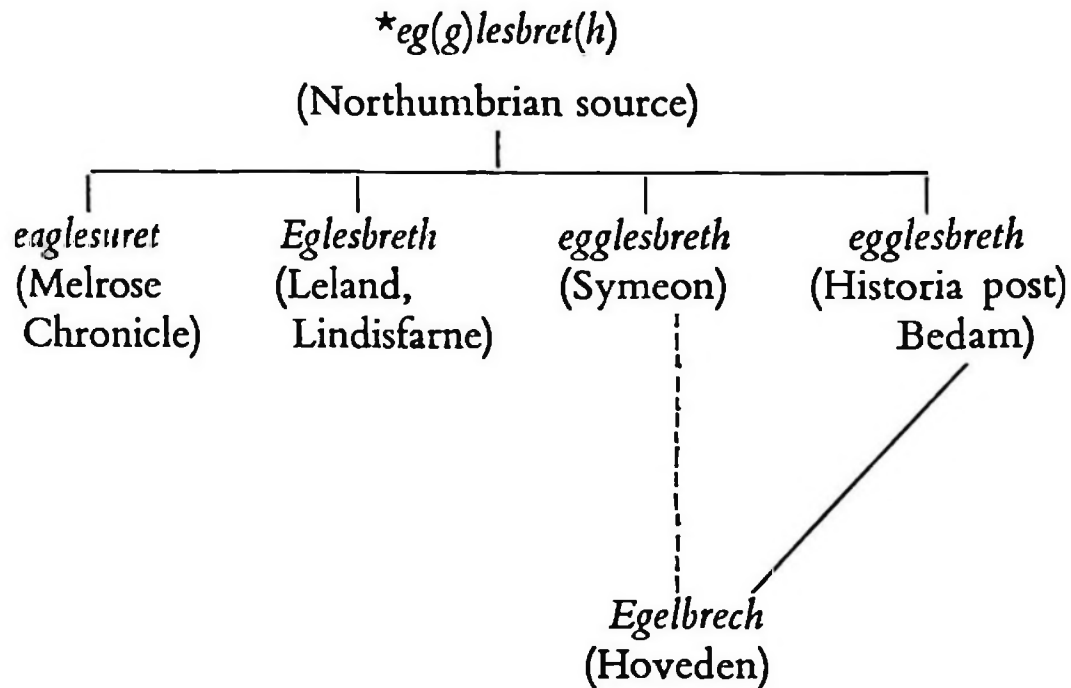 *eg(g)lesbret(h)
(Northumbrian source)
eaglesuret Eglesbreth egglesbreth egglesbreth
(Melrose (Leland, (Symeon) (Historia post)
Chronicle) Lindisfarne) Bedam)
Egelbrech
(Hoveden)